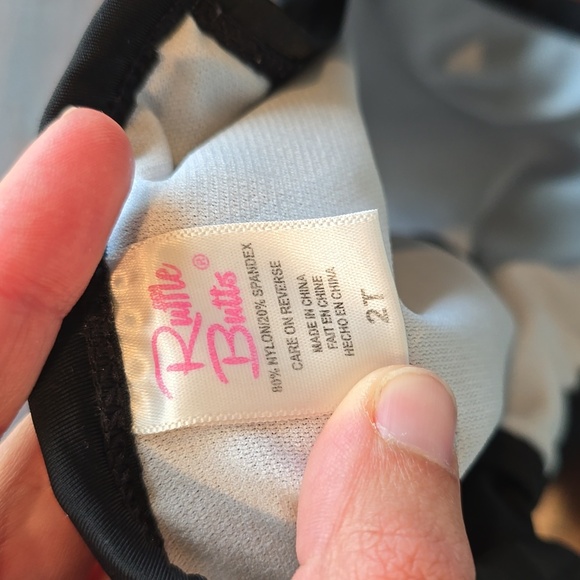 Ruffle
Butts®
80% NYLON/20% SPANDEX
CARE ON REVERSE
MADE IN CHINA
FAIT EN CHINE
HECHO EN CHINA
2T